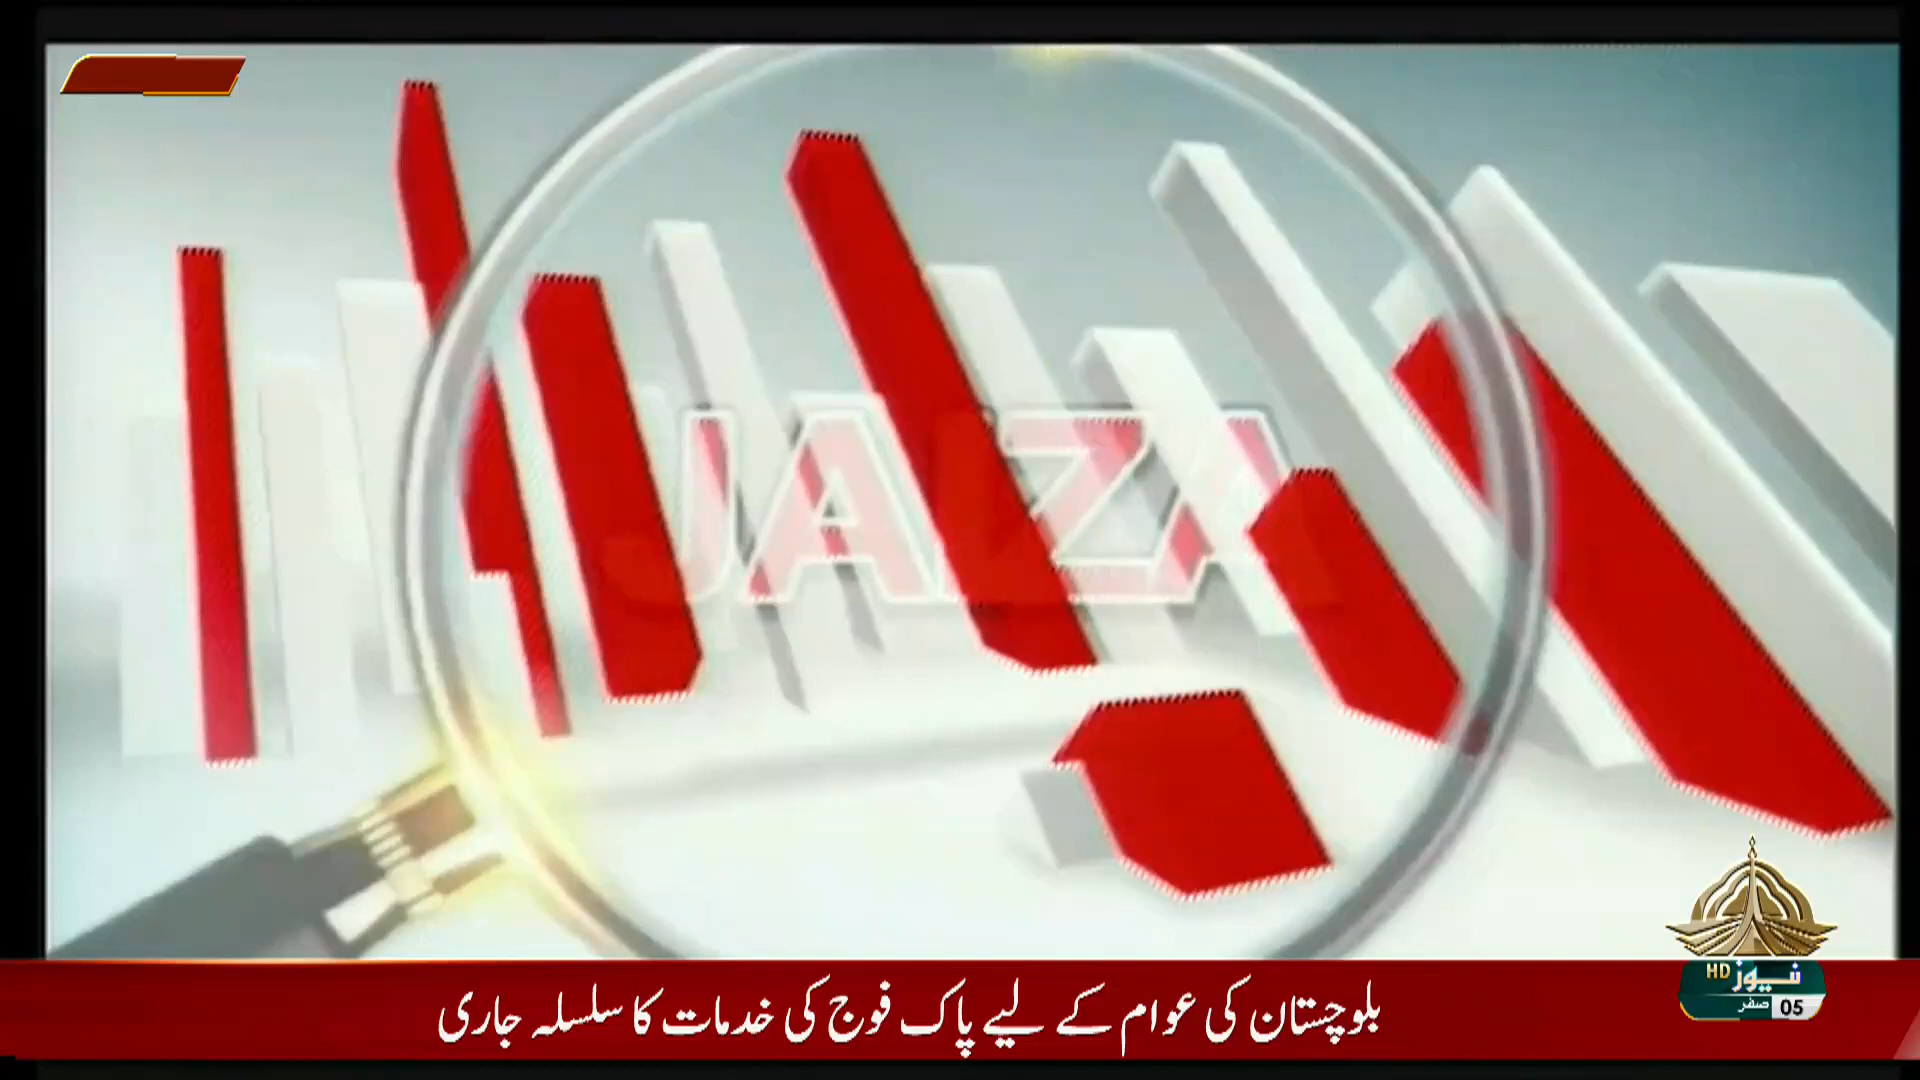 JAIZA
نیوز HD
صفر 05
بلوچستان کی عوام کے لیے پاک فوج کی خدمات کا سلسلہ جاری